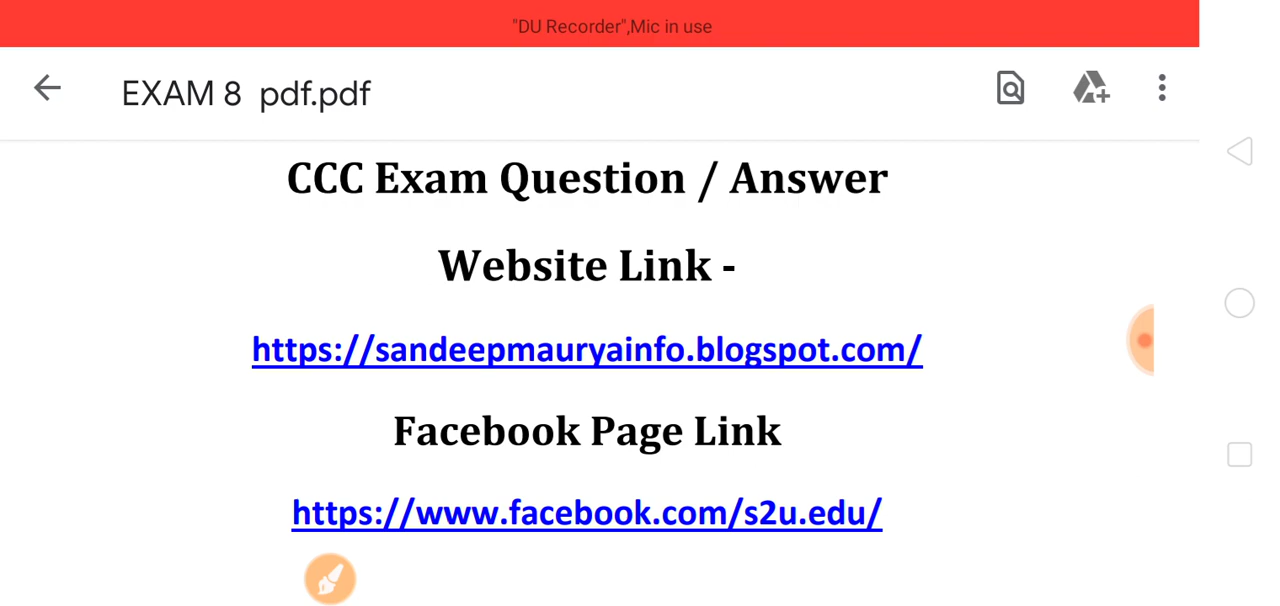 "DU Recorder",Mic in use
EXAM 8 pdf.pdf
CCC Exam Question / Answer
Website Link -
https://sandeepmauryainfo.blogspot.com/
Facebook Page Link
https://www.facebook.com/s2u.edu/